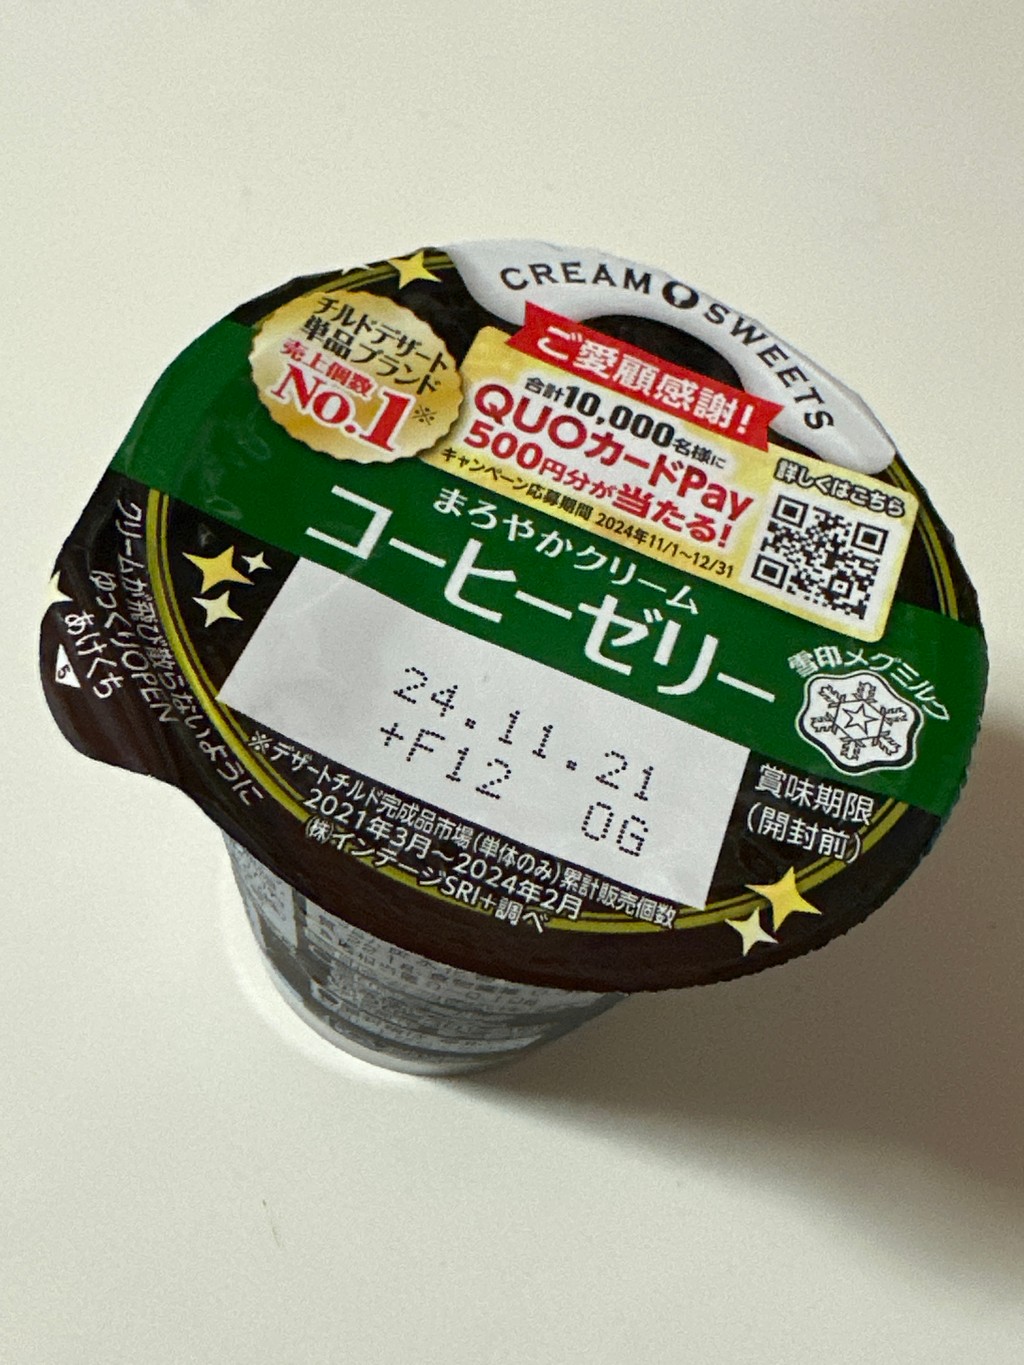 CREAM SWEETS
チルドデザート
単品ブランド
売上個数
No.1※
ご愛顧感謝!
合計10,000名様に
QUOカードPay
500円分が当たる!
キャンペーン応募期間 2024年11/1~12/31
詳しくはこちら
まろやかクリーム
コーヒーゼリー
雪印メグミルク
24.11.21
+F12 OG
賞味期限
(開封前)
※デザートチルド完成品市場(単体のみ)累計販売個数
2021年3月~2024年2月
㈱インテージSRI+調べ
クリームが飛び散らないように
ゆっくりOPEN
あけくち
5